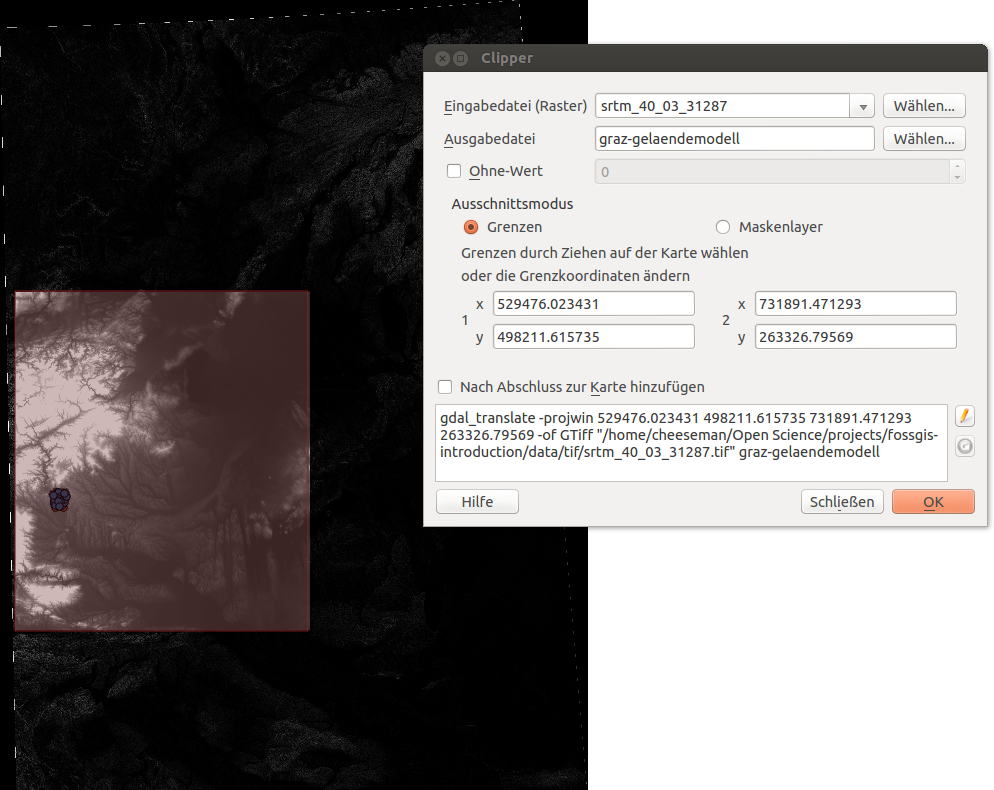 Clipper
Eingabedatei (Raster) srtm_40_03_31287 Wählen...
Ausgabedatei graz-gelaendemodell Wählen...
Ohne-Wert 0
Ausschnittsmodus
Grenzen Maskenlayer
Grenzen durch Ziehen auf der Karte wählen
oder die Grenzkoordinaten ändern
x 529476.023431 x 731891.471293
1 2
y 498211.615735 y 263326.79569
Nach Abschluss zur Karte hinzufügen
gdal_translate -projwin 529476.023431 498211.615735 731891.471293
263326.79569 -of GTiff "/home/cheeseman/Open Science/projects/fossgis-
introduction/data/tif/srtm_40_03_31287.tif" graz-gelaendemodell
Hilfe Schließen OK